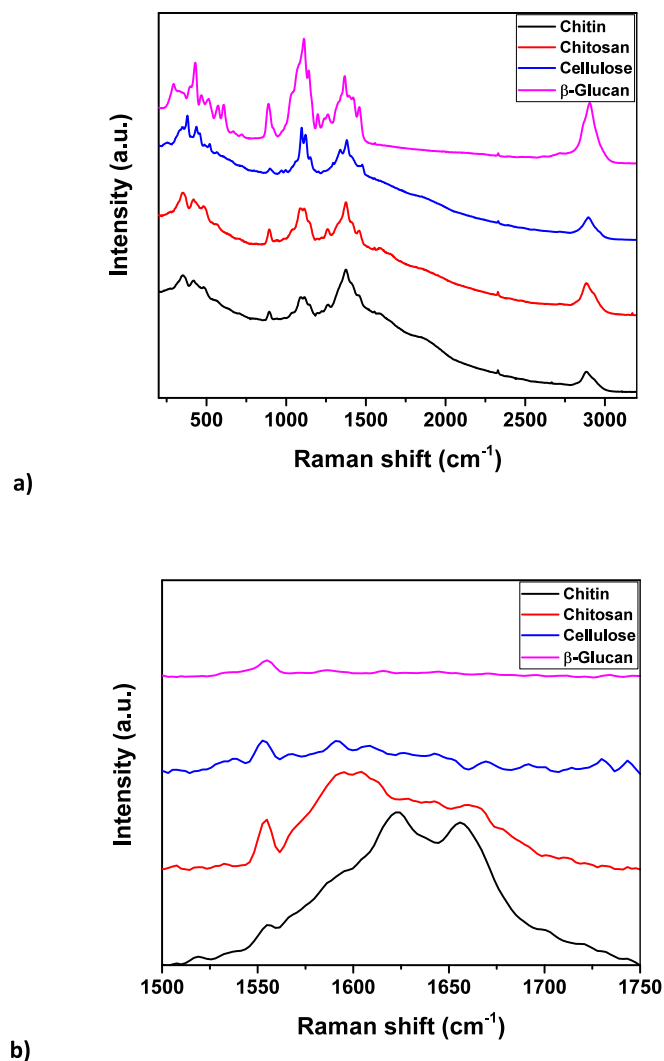 Chitin
Chitosan
Cellulose
β-Glucan
Intensity (a.u.)
500 1000 1500 2000 2500 3000
Raman shift (cm-1)
a)
Chitin
Chitosan
Cellulose
β-Glucan
Intensity (a.u.)
1500 1550 1600 1650 1700 1750
Raman shift (cm-1)
b)